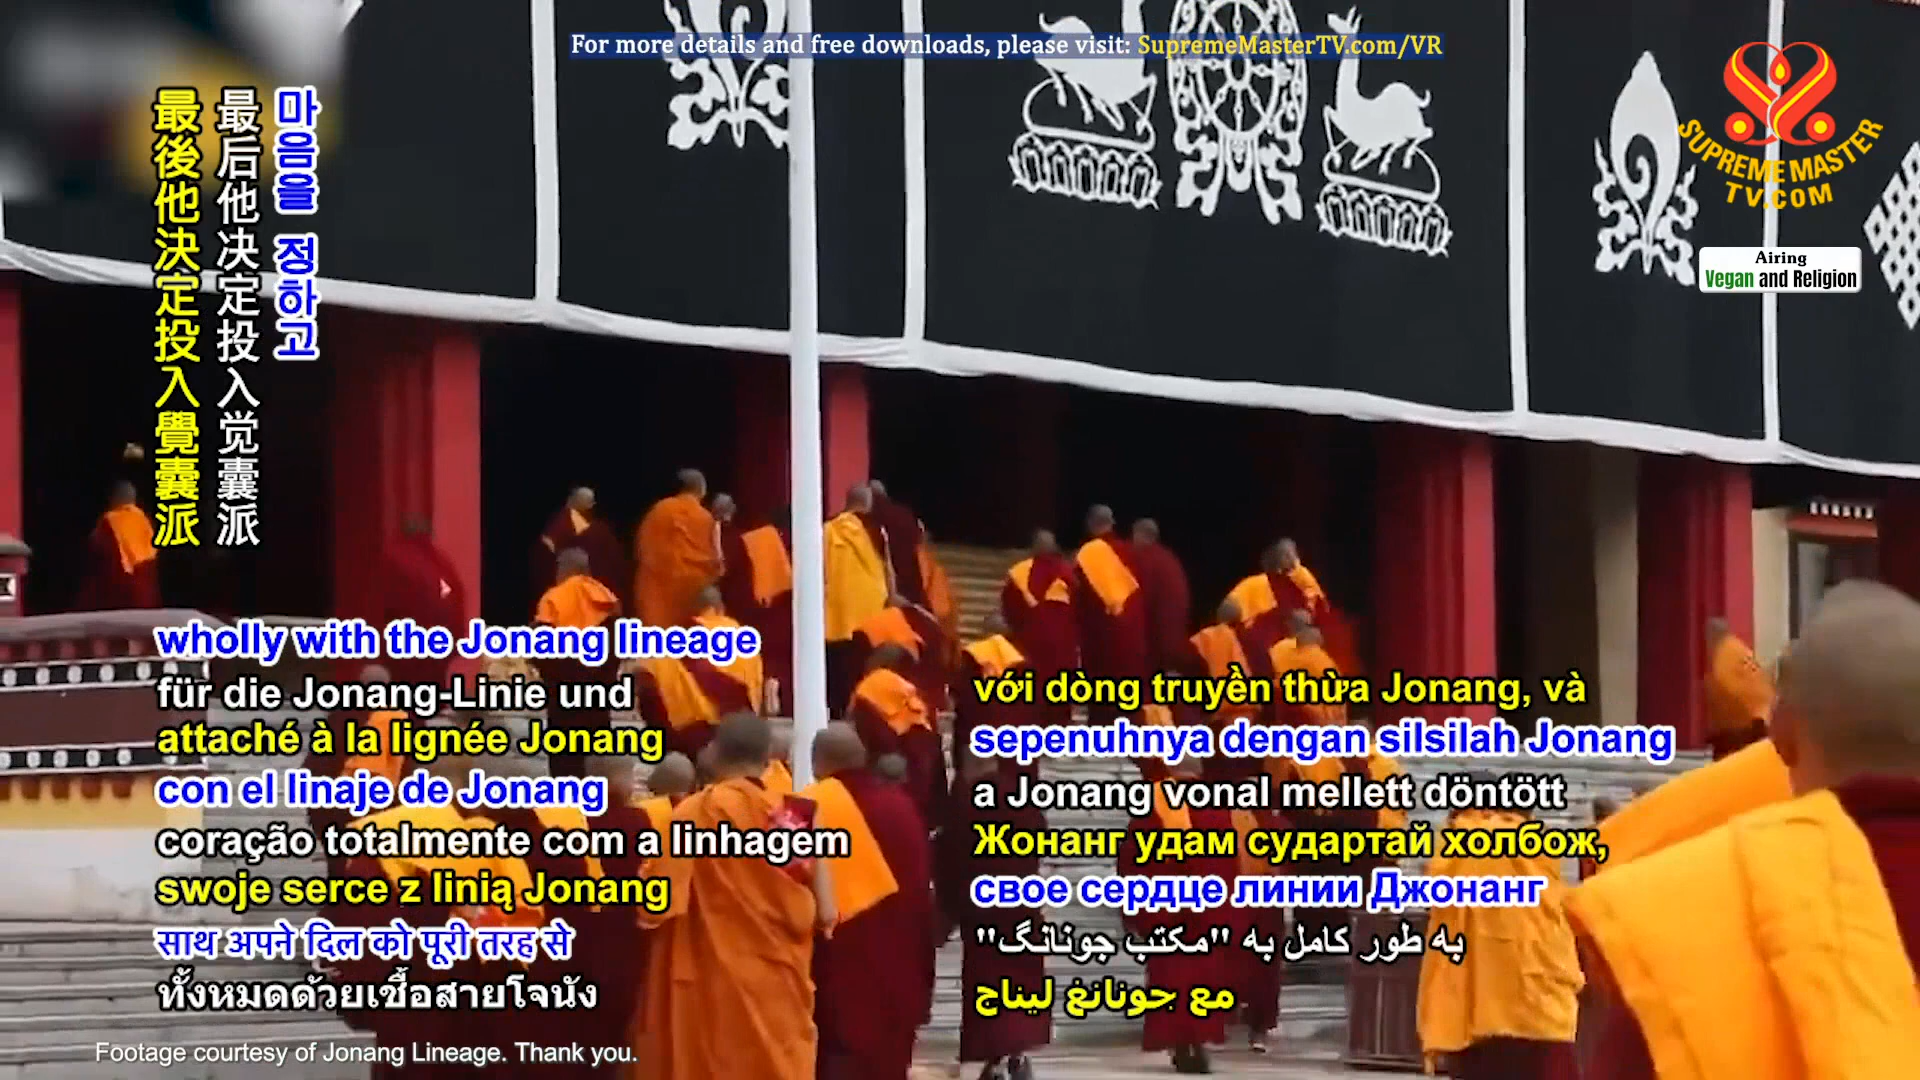 For more details and free downloads, please visit: SupremeMasterTV.com/VR
SUPREME MASTER
TV.COM
Airing
Vegan and Religion
마음을 정하고
最后他决定投入觉囊派
最後他決定投入覺囊派
wholly with the Jonang lineage
für die Jonang-Linie und
attaché à la lignée Jonang
con el linaje de Jonang
coração totalmente com a linhagem
swoje serce z linią Jonang
साथ अपने दिल को पूरी तरह से
ทั้งหมดด้วยเชื้อสายโจนัง
với dòng truyền thừa Jonang, và
sepenuhnya dengan silsilah Jonang
a Jonang vonal mellett döntött
Жонанг удам судартай холбож,
свое сердце линии Джонанг
به طور کامل به "مکتب جونانگ"
مع جونانغ ليناج
Footage courtesy of Jonang Lineage. Thank you.